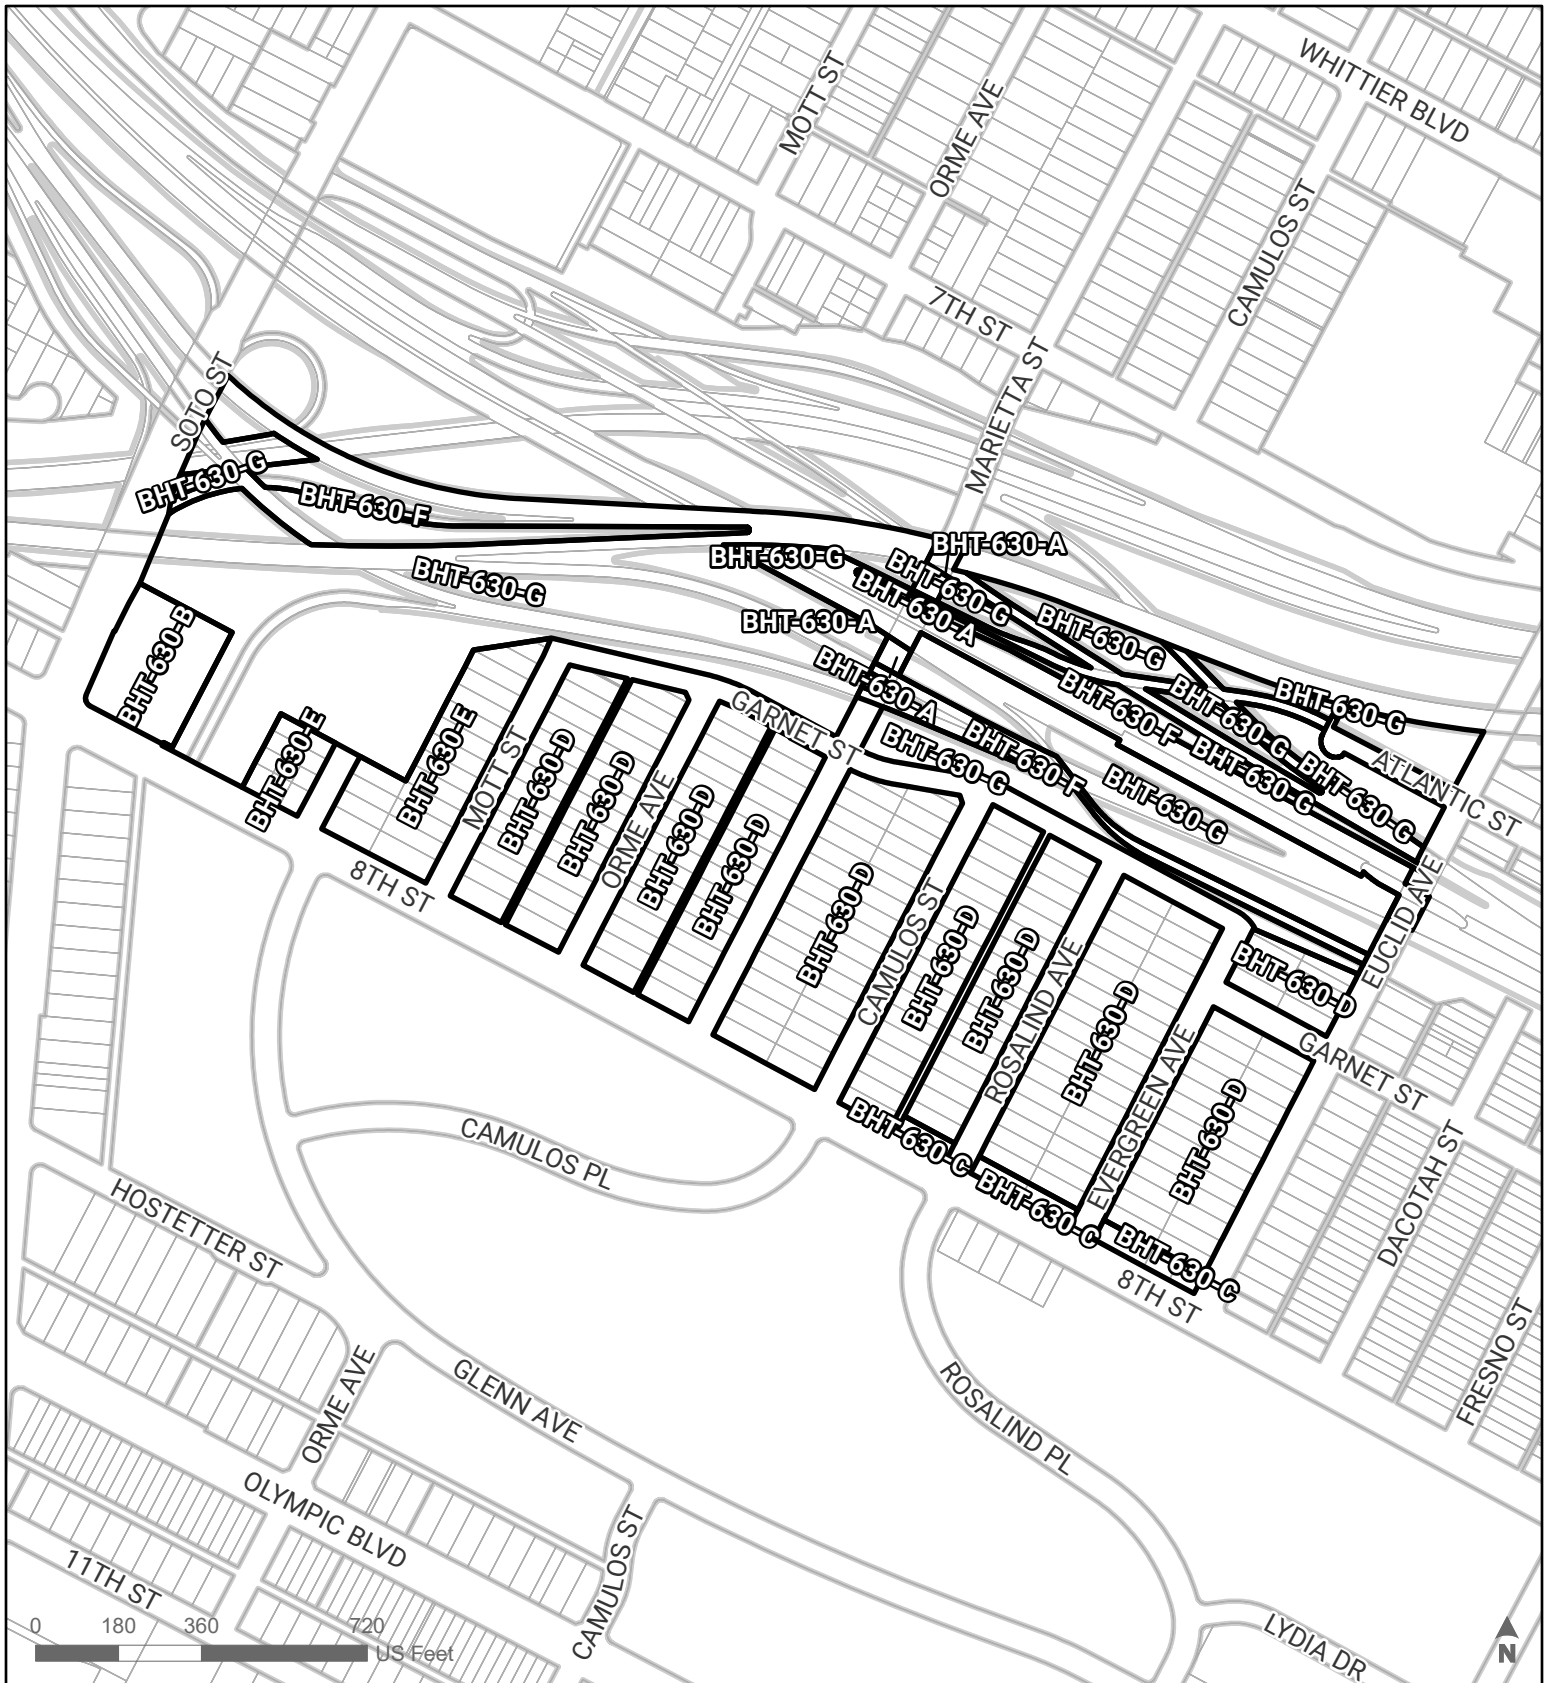 WHITTIER BLVD
MOTT ST
ORME AVE
CAMULOS ST
7TH ST
MARIETTA ST
SOTO ST
BHT-630-G
BHT-630-F
BHT-630-G
BHT-630-G
BHT-630-A
BHT-630-G
BHT-630-A
BHT-630-A
BHT-630-G
BHT-630-A
BHT-630-F
BHT-630-G
BHT-630-G
BHT-630-G
BHT-630-G
ATLANTIC ST
BHT-630-B
BHT-630-E
BHT-630-E
MOTT ST
BHT-630-D
BHT-630-D
ORME AVE
BHT-630-D
BHT-630-D
GARNET ST
BHT-630-G
BHT-630-F
BHT-630-G
EUCLID AVE
8TH ST
BHT-630-D
CAMULOS ST
BHT-630-D
BHT-630-D
ROSALIND AVE
BHT-630-D
EVERGREEN AVE
BHT-630-D
BHT-630-D
GARNET ST
DACOTAH ST
FRESNO ST
BHT-630-C
BHT-630-C
BHT-630-C
8TH ST
CAMULOS PL
HOSTETTER ST
ORME AVE
GLENN AVE
ROSALIND PL
OLYMPIC BLVD
11TH ST
CAMULOS ST
LYDIA DR
0 180 360 720
US Feet
N